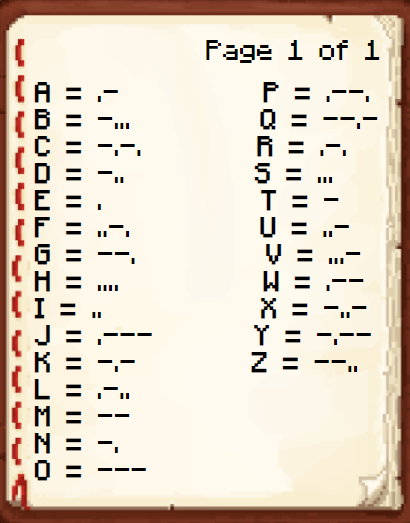 Page 1 of 1
A = .-
B = -...
C = -.-.
D = -..
E = .
F = ..-.
G = --.
H = ....
I = ..
J = .---
K = -.-
L = .-..
M = --
N = -.
O = ---
P = .--.
Q = --.-
R = .-.
S = ...
T = -
U = ..-
V = ...-
W = .--
X = -..-
Y = -.--
Z = --..